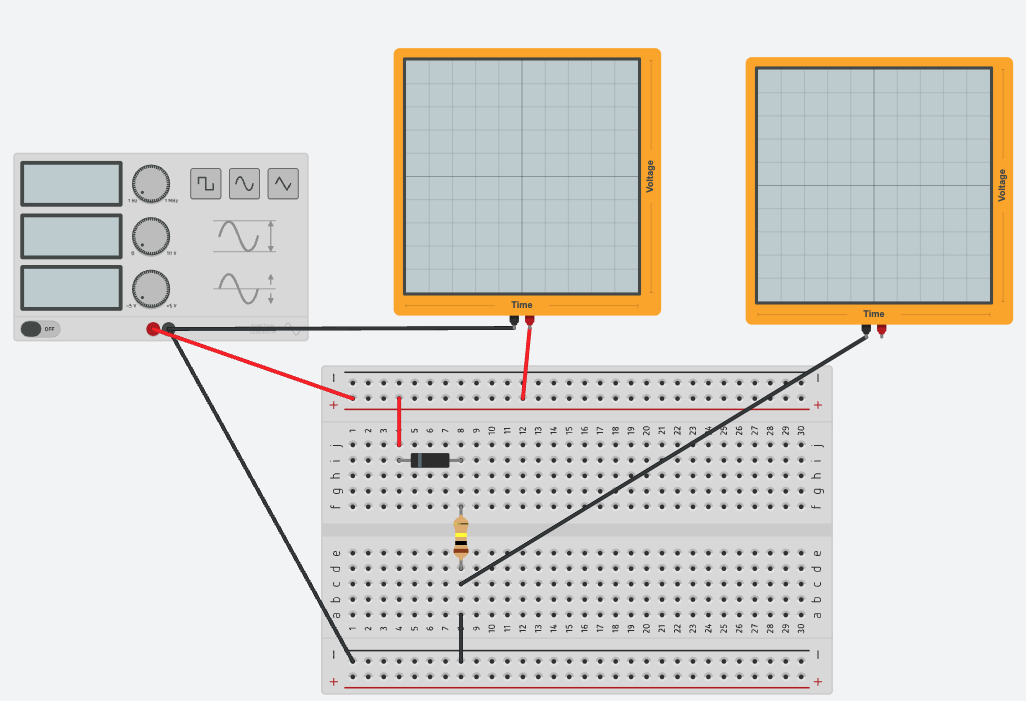 Voltage
Time
Voltage
Time
1 Hz 1 MHz
0 10 V
-5 V +5 V
OFF
− −
+ +
1 2 3 4 5 6 7 8 9 10 11 12 13 14 15 16 17 18 19 20 21 22 23 24 25 26 27 28 29 30
j j
i i
h h
g g
f f
e e
d d
c c
b b
a a
1 2 3 4 5 6 7 8 9 10 11 12 13 14 15 16 17 18 19 20 21 22 23 24 25 26 27 28 29 30
− −
+ +